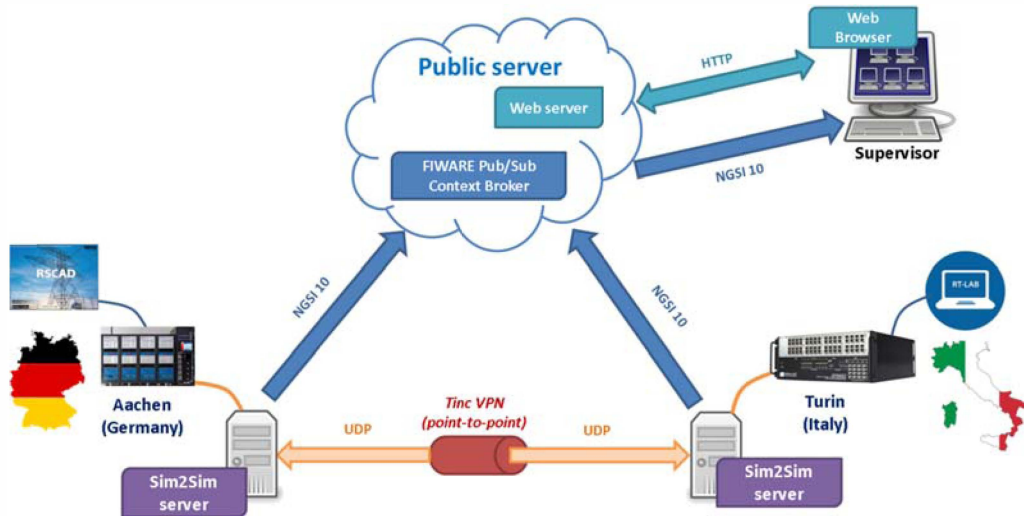 Web
Browser
HTTP
Public server
Web server
FIWARE Pub/Sub
Context Broker
NGSI 10
Supervisor
RSCAD
NGSI 10
NGSI 10
RT-LAB
Aachen
(Germany)
Tinc VPN
(point-to-point)
Turin
(Italy)
UDP
UDP
Sim2Sim
server
Sim2Sim
server